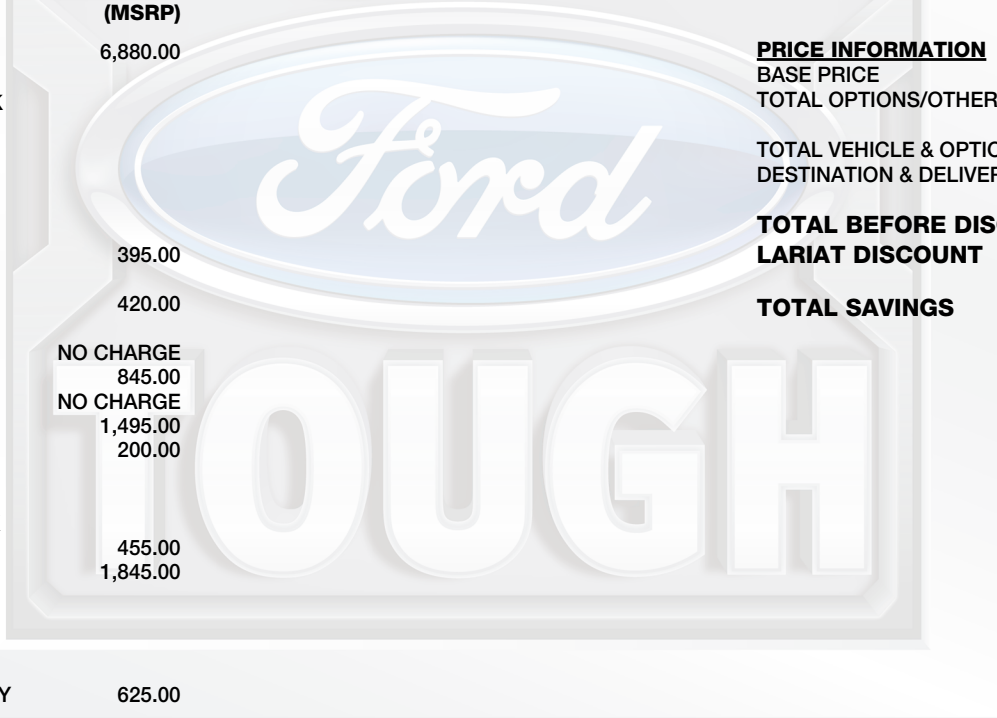 (MSRP)
6,880.00
395.00
420.00
NO CHARGE
845.00
NO CHARGE
1,495.00
200.00
455.00
1,845.00
Y 625.00
PRICE INFORMATION
BASE PRICE
TOTAL OPTIONS/OTHER
TOTAL VEHICLE & OPTIO
DESTINATION & DELIVER
TOTAL BEFORE DISC
LARIAT DISCOUNT
TOTAL SAVINGS
Ford
TOUGH